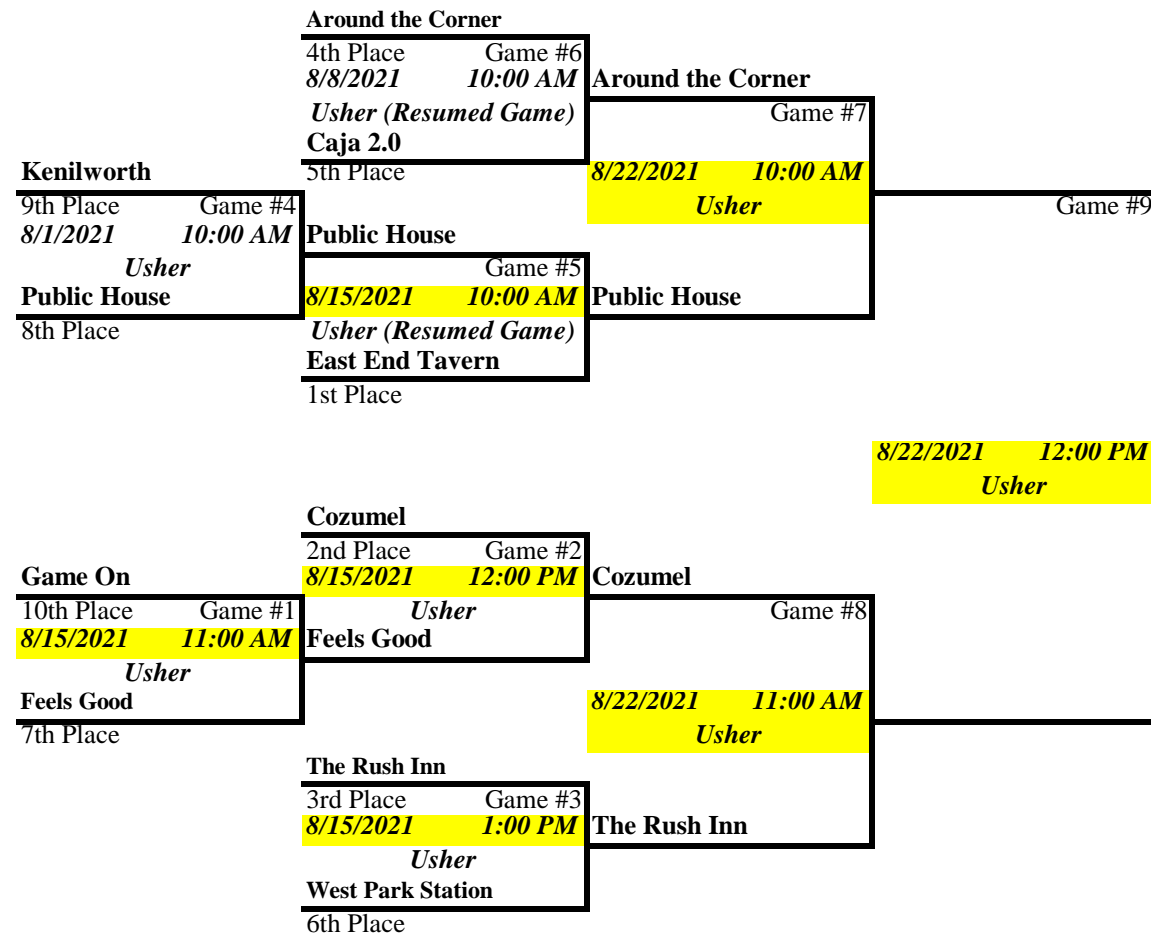 Around the Corner
4th Place Game #6
8/8/2021 10:00 AM Around the Corner
Usher (Resumed Game) Game #7
Caja 2.0
Kenilworth 5th Place 8/22/2021 10:00 AM
9th Place Game #4 Usher Game #9
8/1/2021 10:00 AM Public House
Usher Game #5
Public House 8/15/2021 10:00 AM Public House
8th Place Usher (Resumed Game)
East End Tavern
1st Place
8/22/2021 12:00 PM
Usher
Cozumel
2nd Place Game #2
Game On 8/15/2021 12:00 PM Cozumel
10th Place Game #1 Usher Game #8
8/15/2021 11:00 AM Feels Good
Usher
Feels Good 8/22/2021 11:00 AM
7th Place Usher
The Rush Inn
3rd Place Game #3
8/15/2021 1:00 PM The Rush Inn
Usher
West Park Station
6th Place